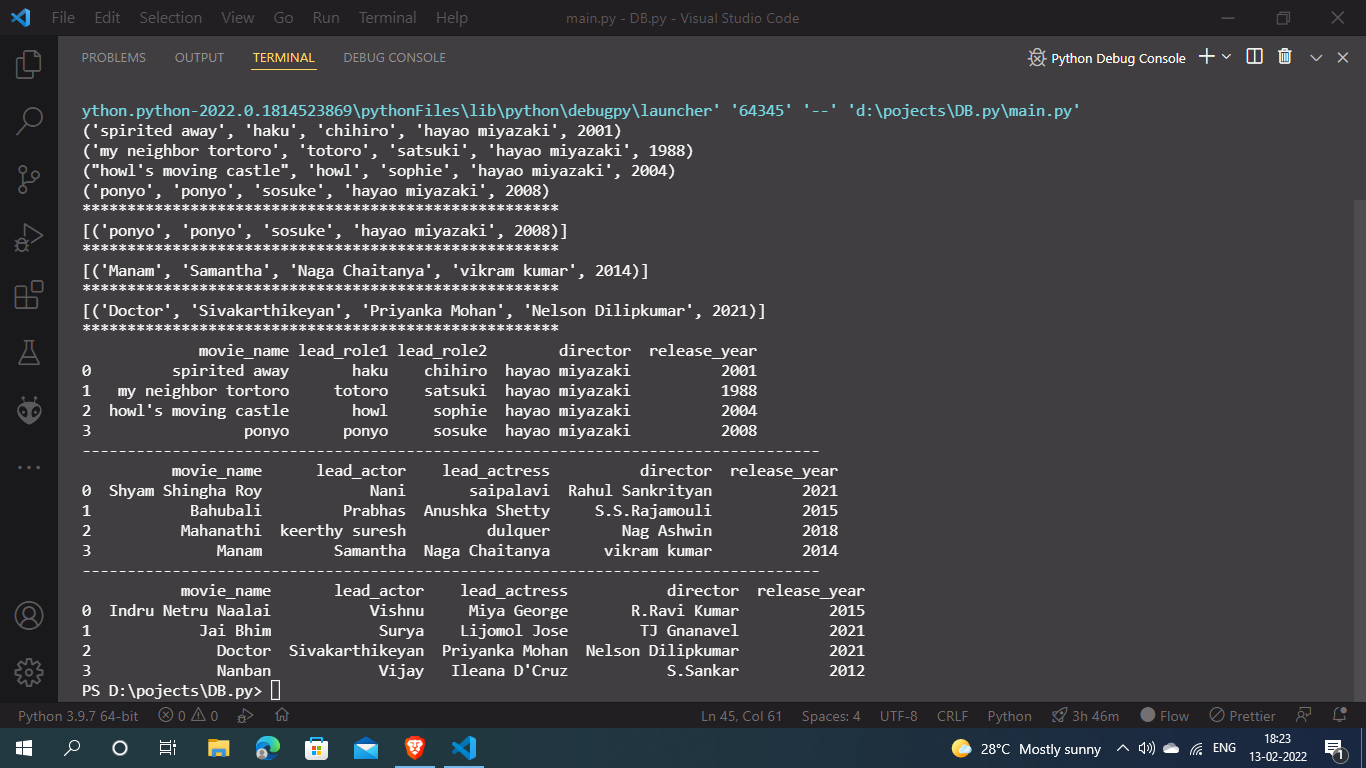 File Edit Selection View Go Run Terminal Help main.py - DB.py - Visual Studio Code
PROBLEMS OUTPUT TERMINAL DEBUG CONSOLE Python Debug Console
ython.python-2022.0.1814523869\pythonFiles\lib\python\debugpy\launcher' '64345' '--' 'd:\pojects\DB.py\main.py'
('spirited away', 'haku', 'chihiro', 'hayao miyazaki', 2001)
('my neighbor tortoro', 'totoro', 'satsuki', 'hayao miyazaki', 1988)
("howl's moving castle", 'howl', 'sophie', 'hayao miyazaki', 2004)
('ponyo', 'ponyo', 'sosuke', 'hayao miyazaki', 2008)
*****************************************************
[('ponyo', 'ponyo', 'sosuke', 'hayao miyazaki', 2008)]
*****************************************************
[('Manam', 'Samantha', 'Naga Chaitanya', 'vikram kumar', 2014)]
*****************************************************
[('Doctor', 'Sivakarthikeyan', 'Priyanka Mohan', 'Nelson Dilipkumar', 2021)]
*****************************************************
movie_name lead_role1 lead_role2 director release_year
0 spirited away haku chihiro hayao miyazaki 2001
1 my neighbor tortoro totoro satsuki hayao miyazaki 1988
2 howl's moving castle howl sophie hayao miyazaki 2004
3 ponyo ponyo sosuke hayao miyazaki 2008
----------------------------------------------------------------------------------
movie_name lead_actor lead_actress director release_year
0 Shyam Shingha Roy Nani saipalavi Rahul Sankrityan 2021
1 Bahubali Prabhas Anushka Shetty S.S.Rajamouli 2015
2 Mahanathi keerthy suresh dulquer Nag Ashwin 2018
3 Manam Samantha Naga Chaitanya vikram kumar 2014
----------------------------------------------------------------------------------
movie_name lead_actor lead_actress director release_year
0 Indru Netru Naalai Vishnu Miya George R.Ravi Kumar 2015
1 Jai Bhim Surya Lijomol Jose TJ Gnanavel 2021
2 Doctor Sivakarthikeyan Priyanka Mohan Nelson Dilipkumar 2021
3 Nanban Vijay Ileana D'Cruz S.Sankar 2012
PS D:\pojects\DB.py>
Python 3.9.7 64-bit 0 0 Ln 45, Col 61 Spaces: 4 UTF-8 CRLF Python 3h 46m Flow Prettier
28°C Mostly sunny ENG 18:23
13-02-2022 1